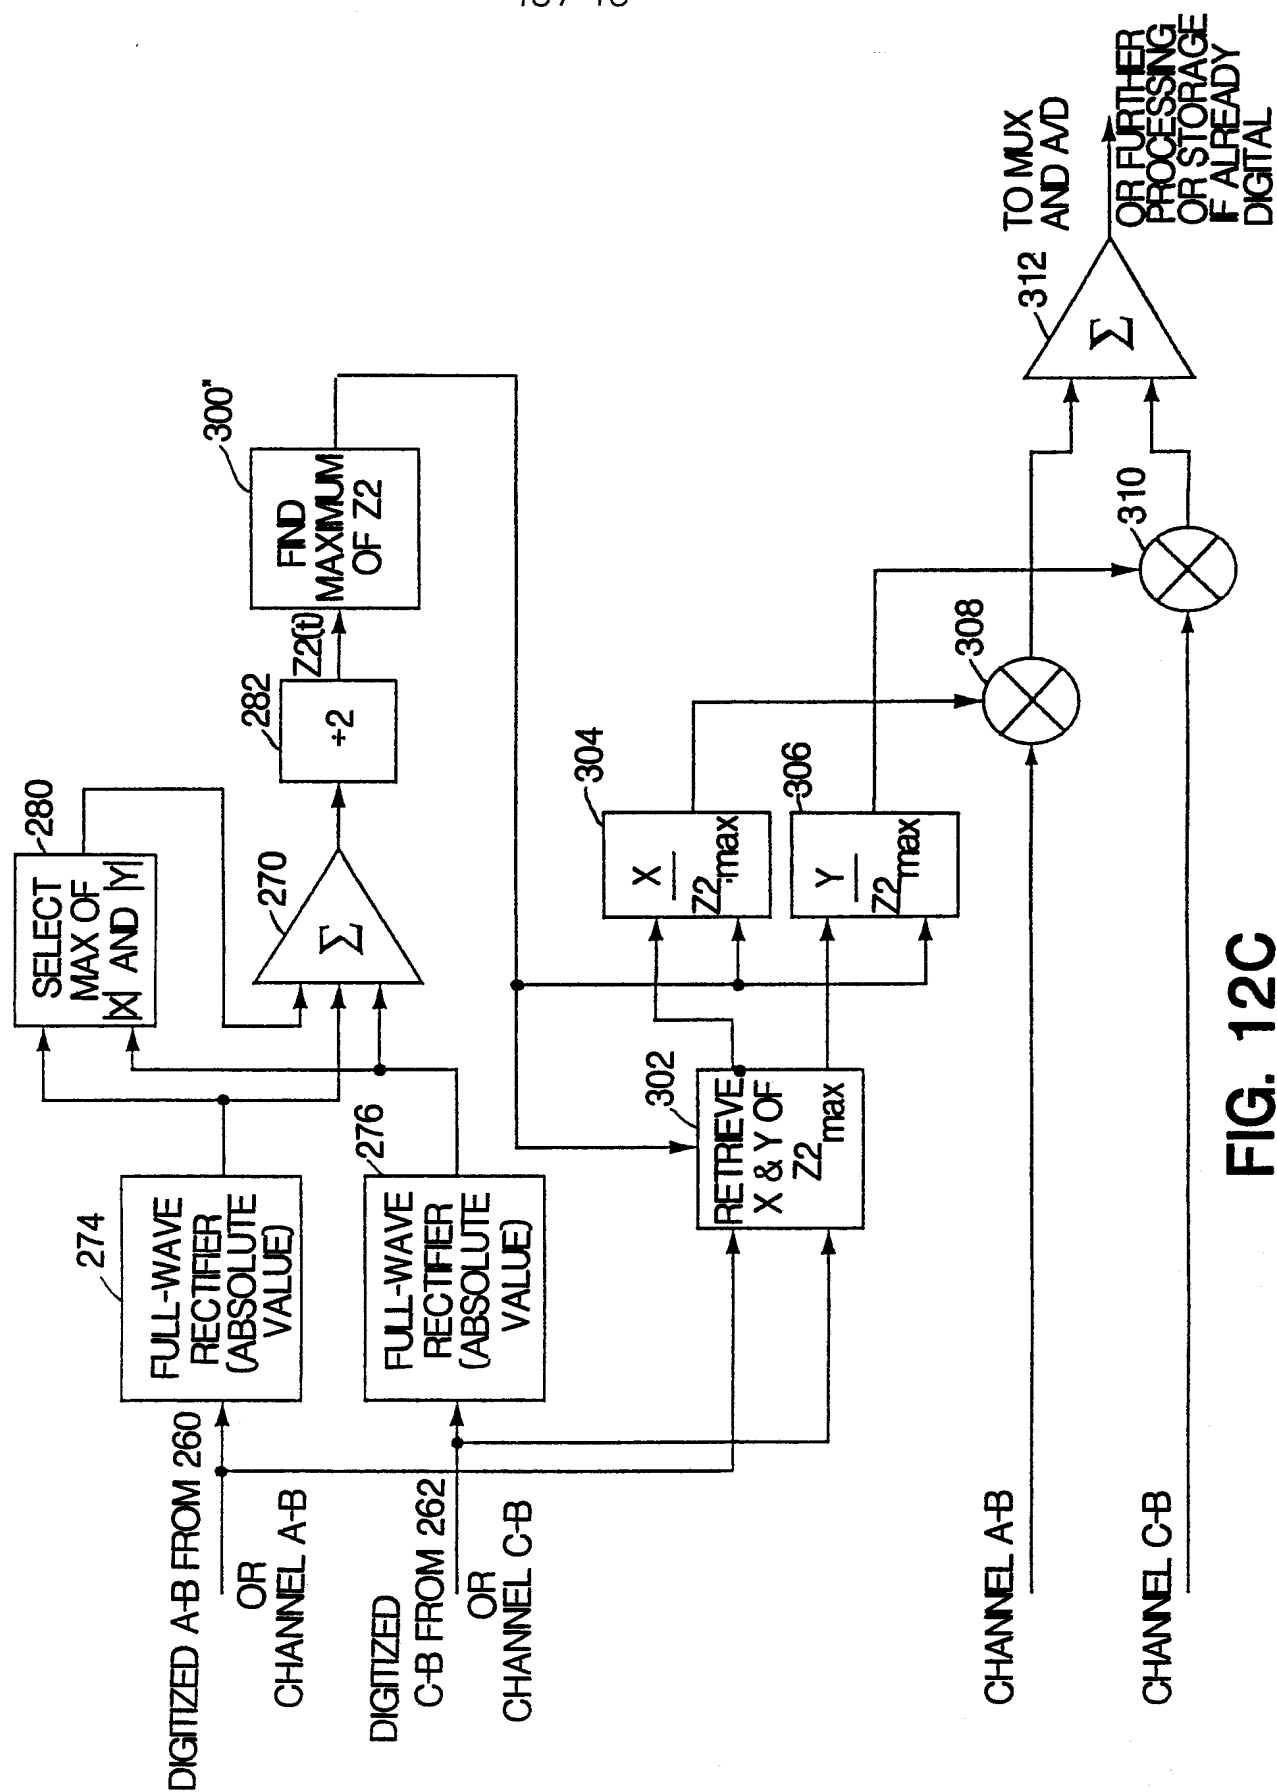 DIGITIZED A-B FROM 260
OR
CHANNEL A-B
DIGITIZED
C-B FROM 262
OR
CHANNEL C-B
274
FULL-WAVE
RECTIFIER
(ABSOLUTE
VALUE)
276
FULL-WAVE
RECTIFIER
(ABSOLUTE
VALUE)
280
SELECT
MAX OF
|X| AND |Y|
270
Σ
282
÷2
Z2(t)
300"
FIND
MAXIMUM
OF Z2
302
RETRIEVE
X & Y OF
Z2max
304
X
Z2max
306
Y
Z2max
308
310
CHANNEL A-B
CHANNEL C-B
312
Σ
TO MUX
AND A/D
OR FURTHER
PROCESSING
OR STORAGE
IF ALREADY
DIGITAL
FIG. 12C